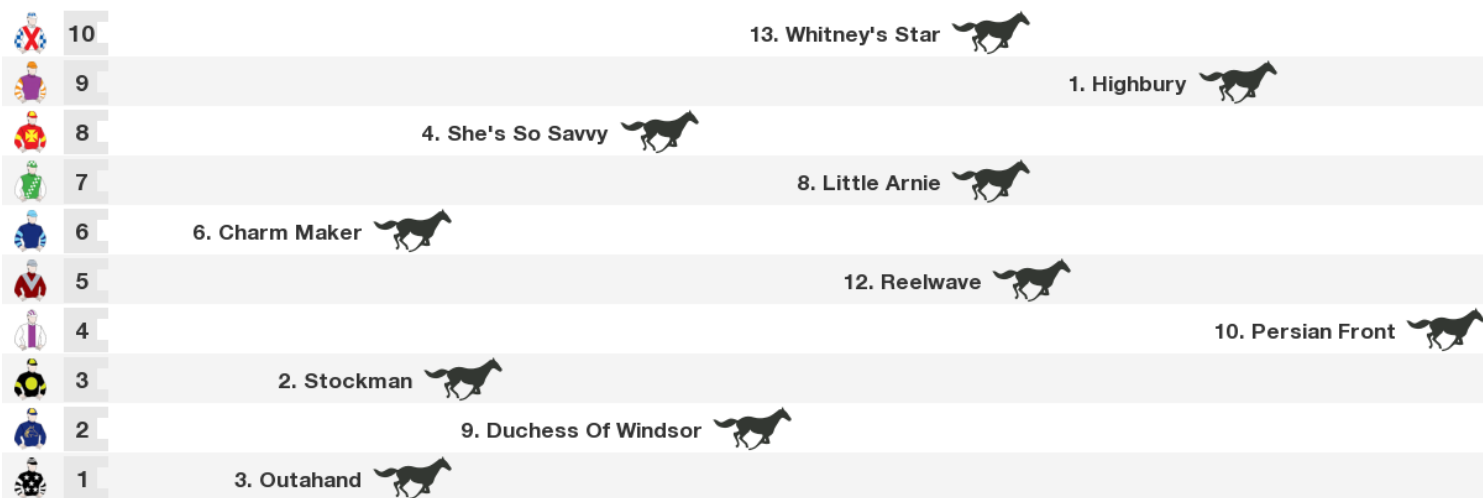 10 13. Whitney's Star
9 1. Highbury
8 4. She's So Savvy
7 8. Little Arnie
6 6. Charm Maker
5 12. Reelwave
4 10. Persian Front
3 2. Stockman
2 9. Duchess Of Windsor
1 3. Outahand